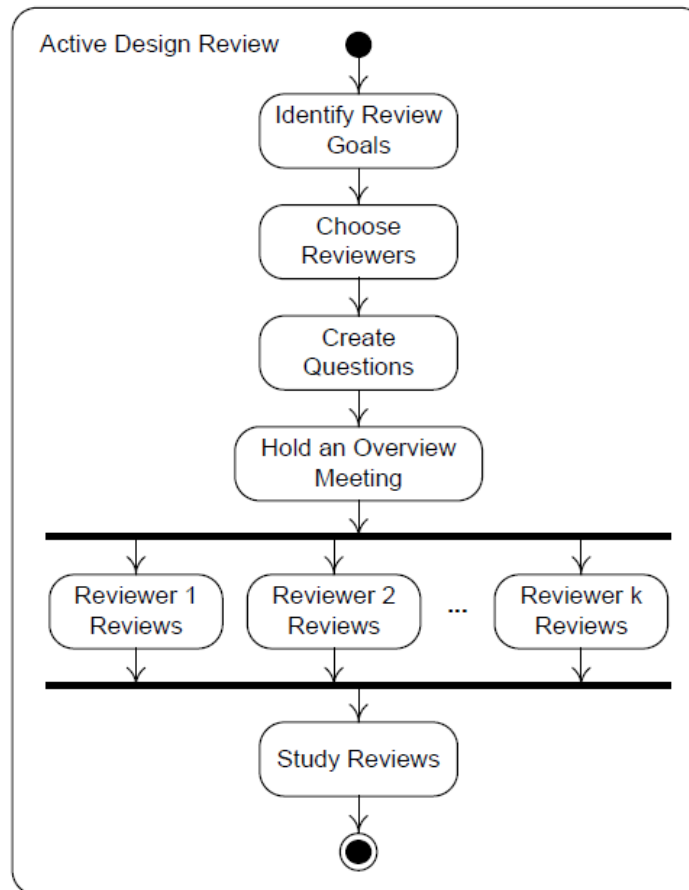 Active Design Review
Identify Review
Goals
Choose
Reviewers
Create
Questions
Hold an Overview
Meeting
Reviewer 1
Reviews
Reviewer 2
Reviews
...
Reviewer k
Reviews
Study Reviews